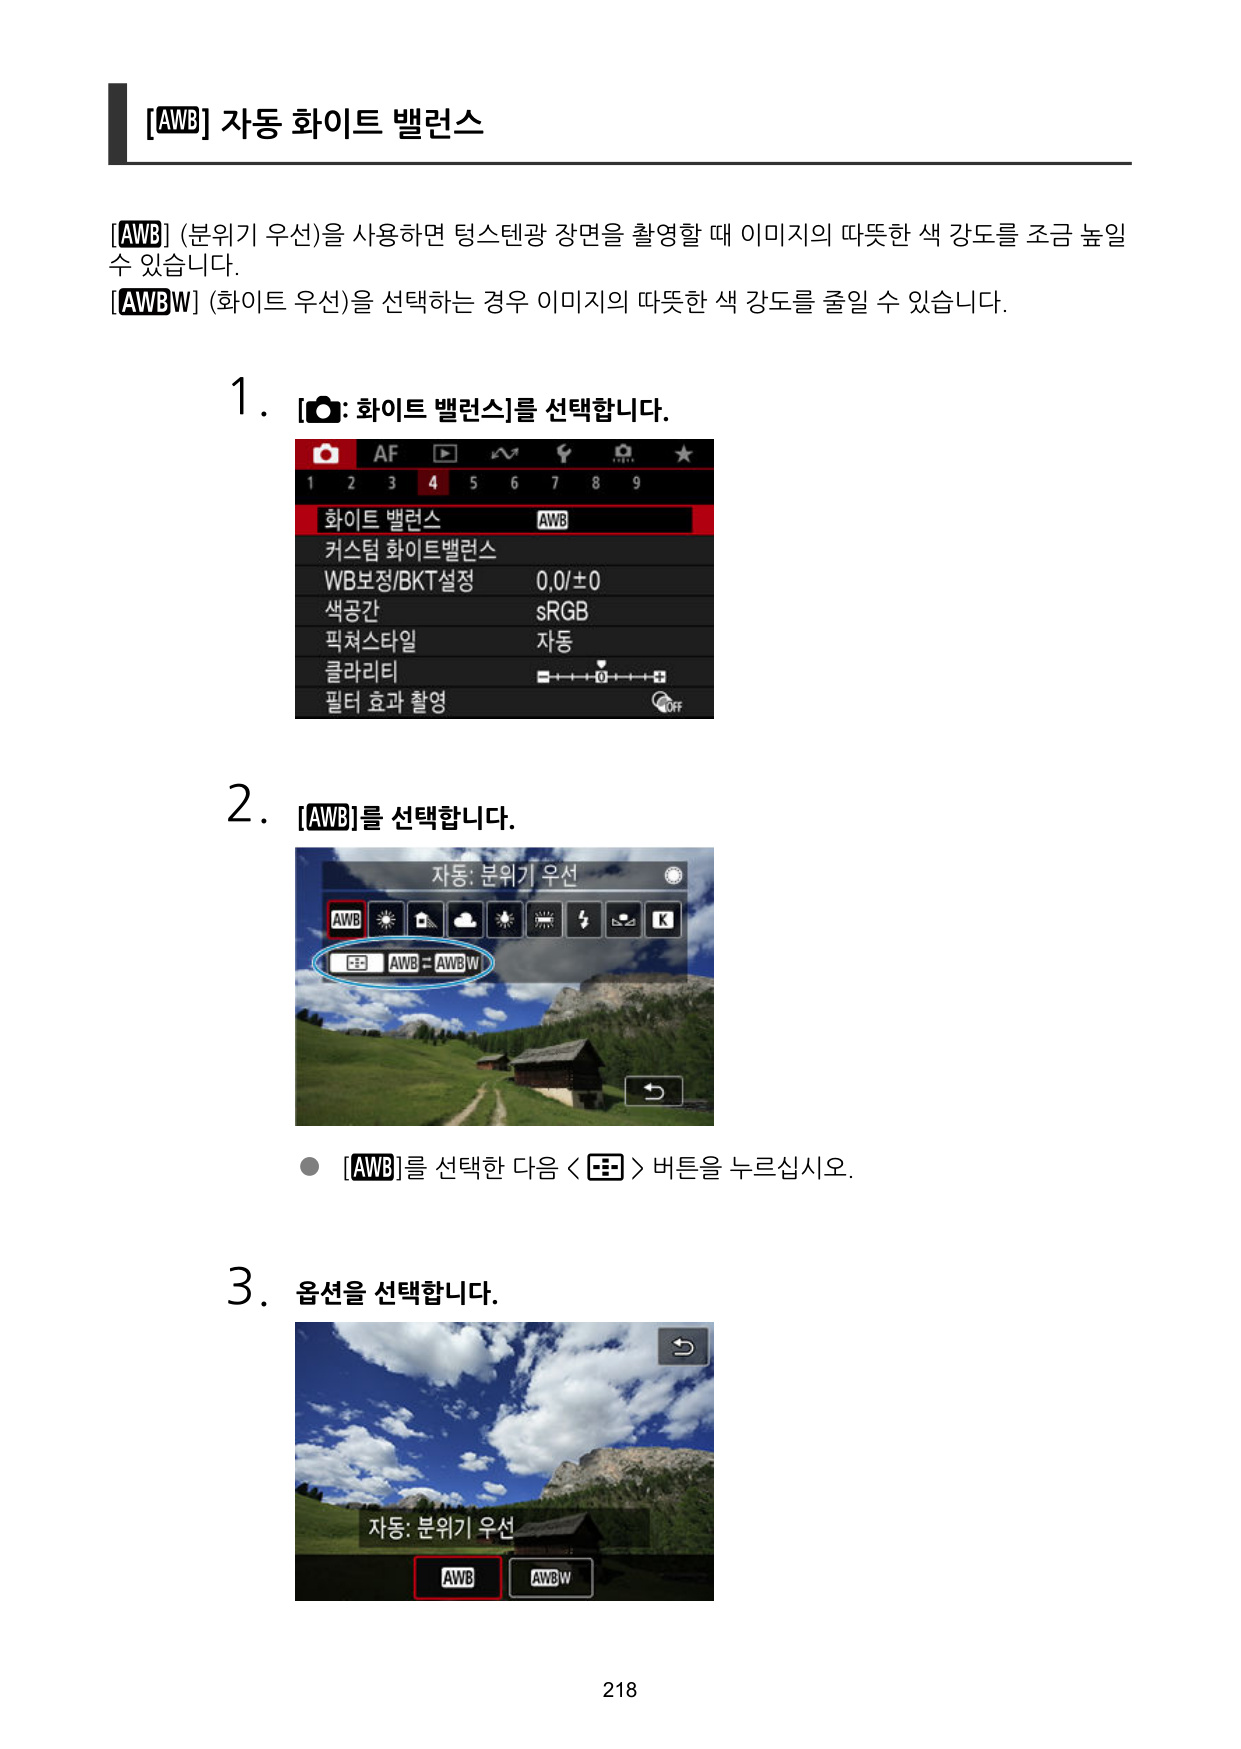 [AWB] 자동 화이트 밸런스
[AWB] (분위기 우선)을 사용하면 텅스텐광 장면을 촬영할 때 이미지의 따뜻한 색 강도를 조금 높일
수 있습니다.
[AWBW] (화이트 우선)을 선택하는 경우 이미지의 따뜻한 색 강도를 줄일 수 있습니다.
1. [: 화이트 밸런스]를 선택합니다.
AF
1 2 3 4 5 6 7 8 9
화이트 밸런스 AWB
커스텀 화이트밸런스
WB보정/BKT설정 0,0/±0
색공간 sRGB
픽쳐스타일 자동
클라리티 0
필터 효과 촬영 OFF
2. [AWB]를 선택합니다.
자동: 분위기 우선
AWB K
AWB AWBW
● [AWB]를 선택한 다음 < > 버튼을 누르십시오.
3. 옵션을 선택합니다.
자동: 분위기 우선
AWB AWBW
218